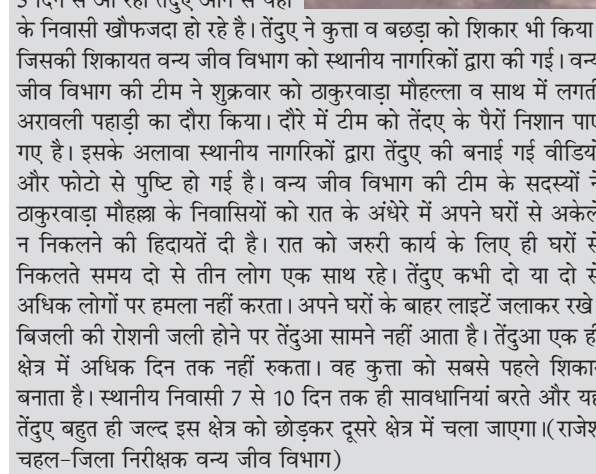 के निवासी खौफजदा हो रहे है। तेंदुए ने कुत्ता व बछड़ा को शिकार भी किया
जिसकी शिकायत वन्य जीव विभाग को स्थानीय नागरिकों द्वारा की गई। वन्य
जीव विभाग की टीम ने शुक्रवार को ठाकुरवाड़ा मौहल्ला व साथ में लगती
अरावली पहाड़ी का दौरा किया। दौरे में टीम को तेंदए के पैरों निशान पाए
गए है। इसके अलावा स्थानीय नागरिकों द्वारा तेंदुए की बनाई गई वीडियो
और फोटो से पुष्टि हो गई है। वन्य जीव विभाग की टीम के सदस्यों ने
ठाकुरवाड़ा मौहल्ला के निवासियों को रात के अंधेरे में अपने घरों से अकेले
न निकलने की हिदायतें दी है। रात को जरुरी कार्य के लिए ही घरों से
निकलते समय दो से तीन लोग एक साथ रहे। तेंदुए कभी दो या दो से
अधिक लोगों पर हमला नहीं करता। अपने घरों के बाहर लाइटें जलाकर रखे
बिजली की रोशनी जली होने पर तेंदुआ सामने नहीं आता है। तेंदुआ एक ही
क्षेत्र में अधिक दिन तक नहीं रुकता। वह कुत्ता को सबसे पहले शिकार
बनाता है। स्थानीय निवासी 7 से 10 दिन तक ही सावधानियां बरते और यह
तेंदुए बहुत ही जल्द इस क्षेत्र को छोड़कर दूसरे क्षेत्र में चला जाएगा।(राजेश
चहल-जिला निरीक्षक वन्य जीव विभाग)